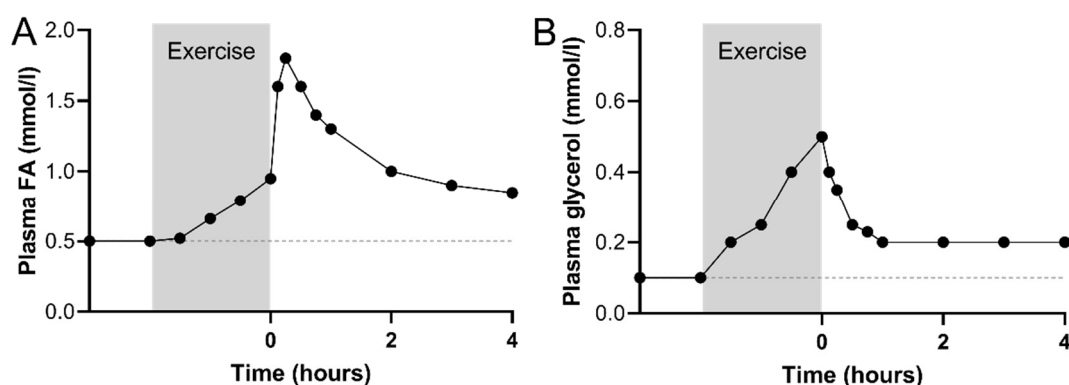 A
Exercise
Plasma FA (mmol/l)
2.0
1.5
1.0
0.5
0.0
0
2
4
Time (hours)
B
Exercise
Plasma glycerol (mmol/l)
0.8
0.6
0.4
0.2
0.0
0
2
4
Time (hours)